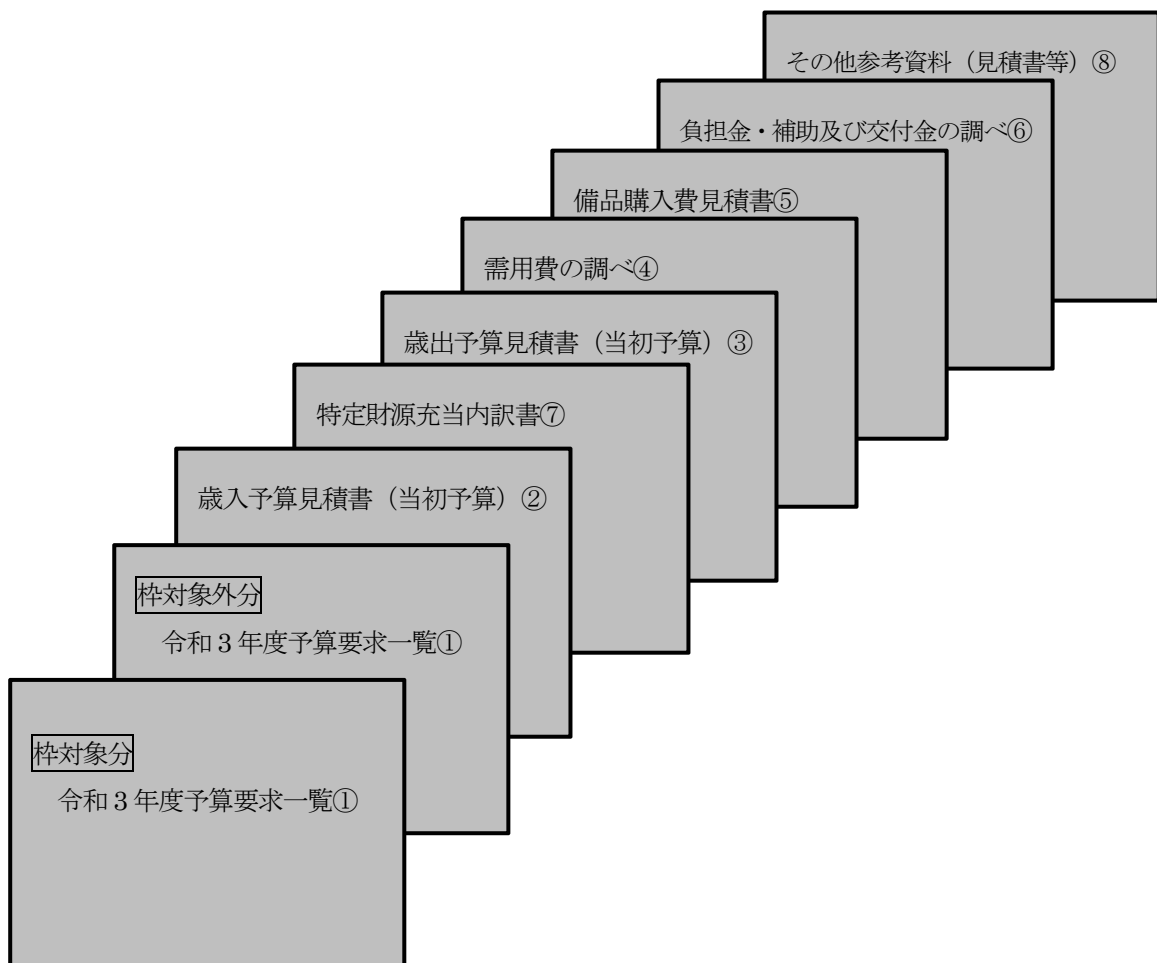 その他参考資料（見積書等）⑧
負担金・補助及び交付金の調べ⑥
備品購入費見積書⑤
需用費の調べ④
歳出予算見積書（当初予算）③
特定財源充当内訳書⑦
歳入予算見積書（当初予算）②
枠対象外分
令和３年度予算要求一覧①
枠対象分
令和３年度予算要求一覧①